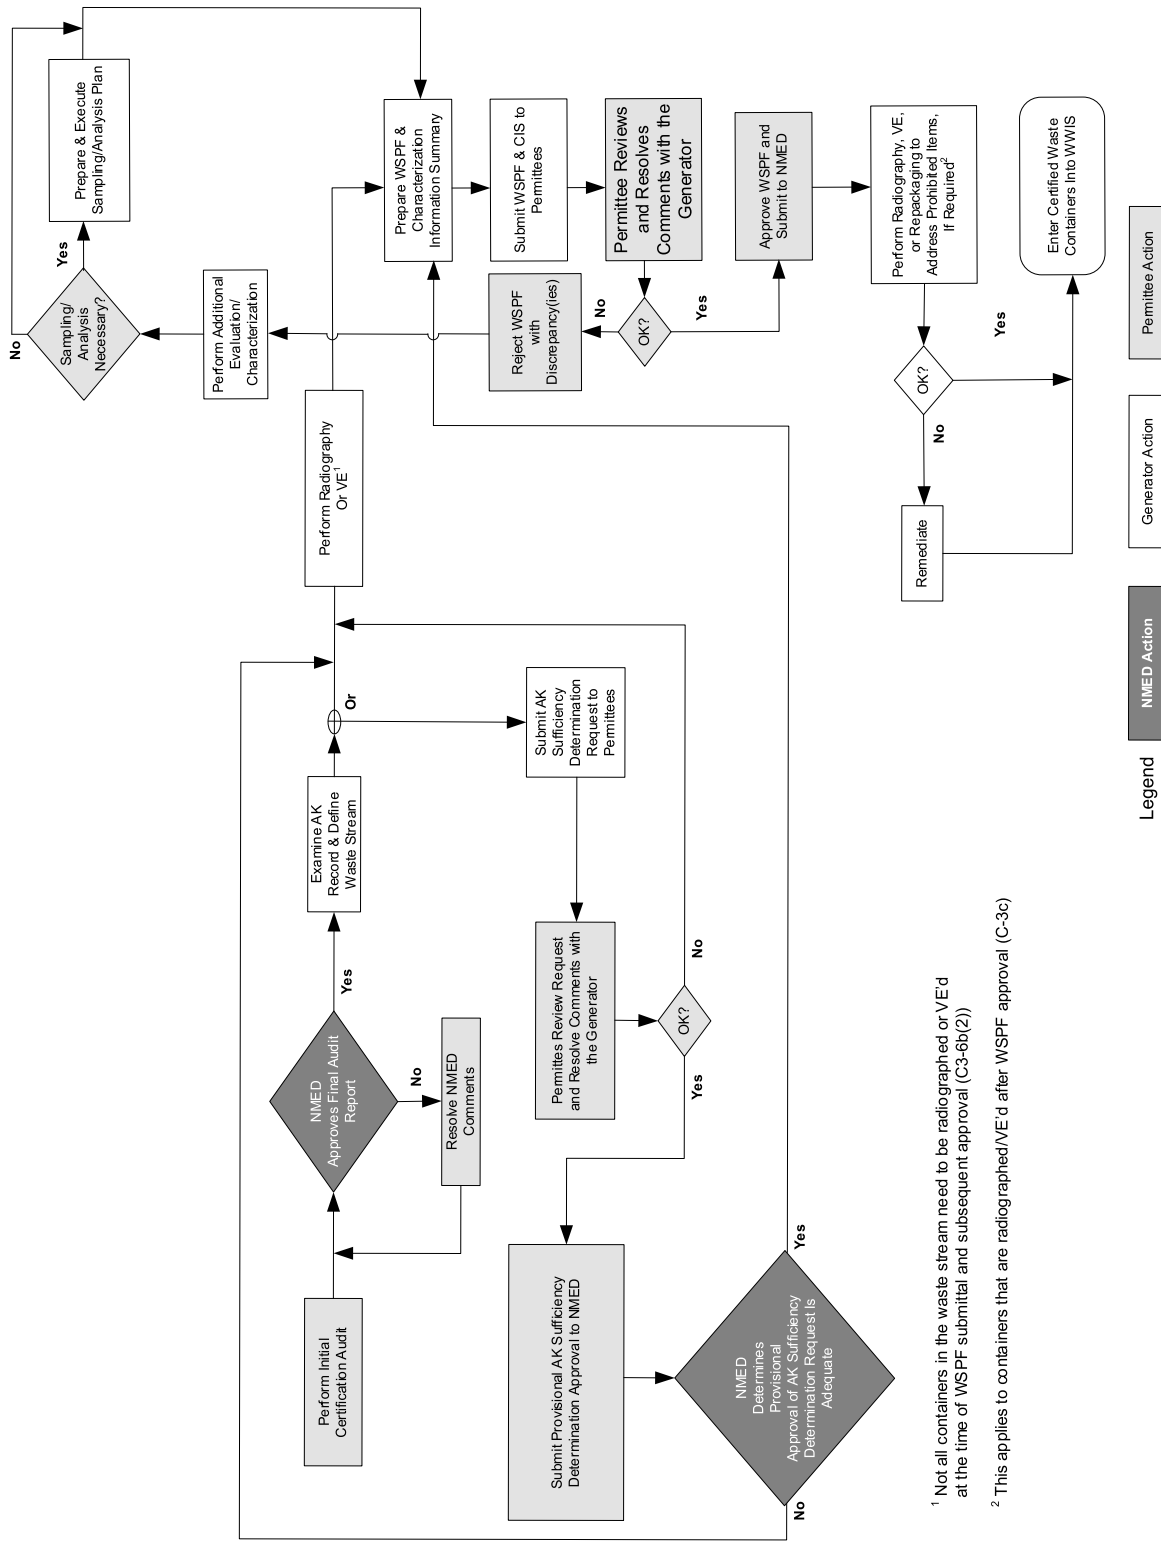 Perform Initial
Certification Audit
NMED
Approves Final Audit
Report
Yes
No
Resolve NMED
Comments
Examine AK
Record & Define
Waste Stream
Or
Perform Radiography
Or VE1
Submit AK
Sufficiency
Determination
Request to
Permittees
Permittes Review Request
and Resolve Comments with
the Generator
OK?
No
Yes
Submit Provisional AK Sufficiency
Determination Approval to NMED
NMED
Determines
Provisional
Approval of AK Sufficiency
Determination Request Is
Adequate
No
Yes
Prepare WSPF &
Characterization
Information Summary
Submit WSPF & CIS to
Permittees
Permittee Reviews
and Resolves
Comments with the
Generator
OK?
No
Yes
Reject WSPF
with
Discrepancy(ies)
Perform Additional
Evaluation/
Characterization
Sampling/
Analysis
Necessary?
No
Yes
Prepare & Execute
Sampling/Analysis Plan
Approve WSPF and
Submit to NMED
Perform Radiography, VE,
or Repackaging to
Address Prohibited Items,
If Required2
OK?
No
Yes
Remediate
Enter Certified Waste
Containers Into WWIS
1 Not all containers in the waste stream need to be radiographed or VE'd
at the time of WSPF submittal and subsequent approval (C3-6b(2))
2 This applies to containers that are radiographed/VE'd after WSPF approval (C-3c)
Legend
NMED Action
Generator Action
Permittee Action